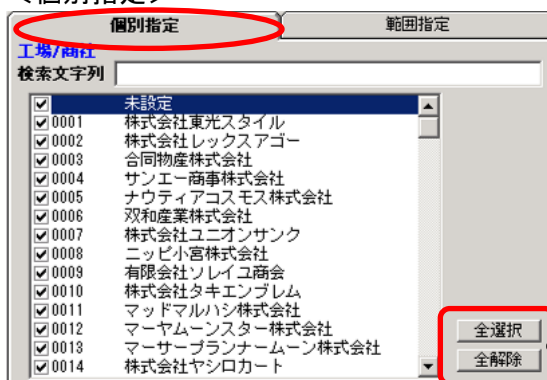 ＜個別指定＞
個別指定 範囲指定
工場/商社
検索文字列
未設定
0001 株式会社東光スタイル
0002 株式会社レックスアゴー
0003 合同物産株式会社
0004 サンエー商事株式会社
0005 ナウティアコスモス株式会社
0006 双和産業株式会社
0007 株式会社ユニオンサンク
0008 ニッピ小宮株式会社
0009 有限会社ソレイユ商会
0010 株式会社タキエンブレム
0011 マッドマルハシ株式会社
0012 マーヤムーンスター株式会社
0013 マーサープランナームーン株式会社
0014 株式会社ヤシロカート
全選択
全解除